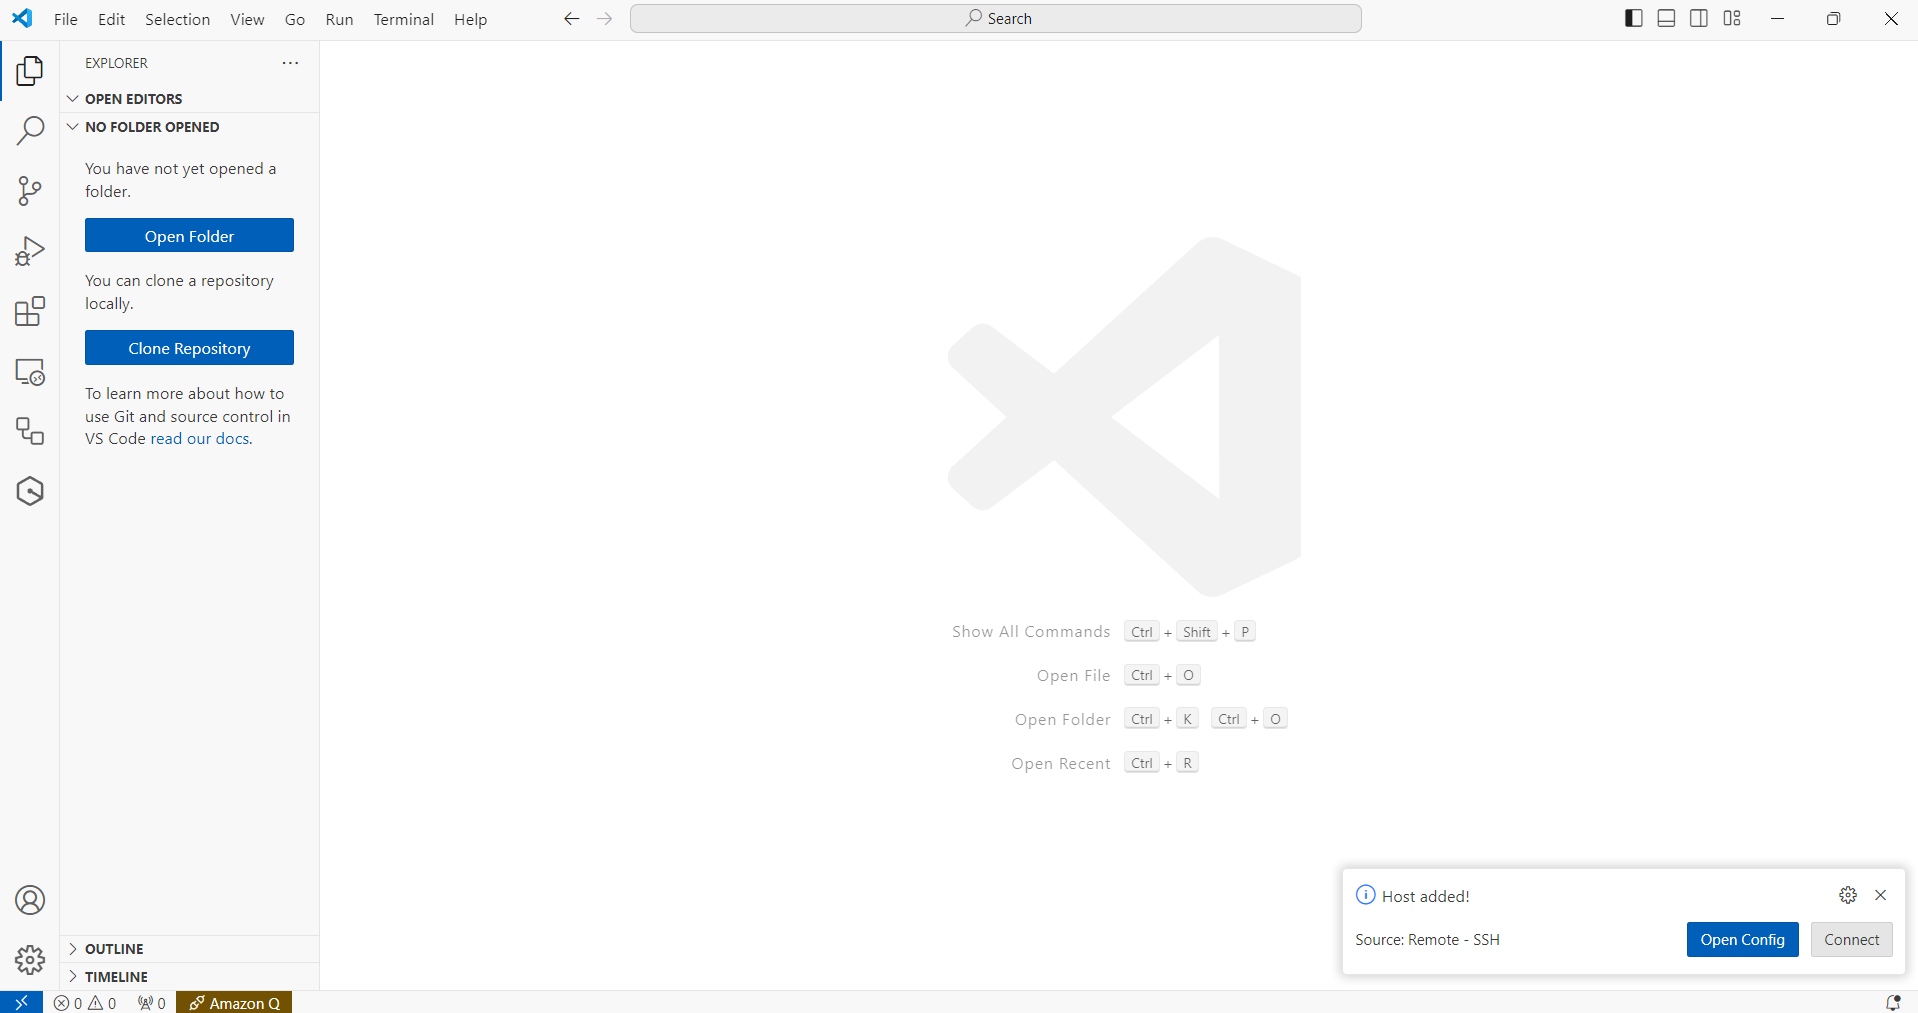 File Edit Selection View Go Run Terminal Help
Search
EXPLORER
OPEN EDITORS
NO FOLDER OPENED
You have not yet opened a
folder.
Open Folder
You can clone a repository
locally.
Clone Repository
To learn more about how to
use Git and source control in
VS Code read our docs.
Show All Commands Ctrl + Shift + P
Open File Ctrl + O
Open Folder Ctrl + K Ctrl + O
Open Recent Ctrl + R
Host added!
Source: Remote - SSH Open Config Connect
OUTLINE
TIMELINE
0 0 0 Amazon Q